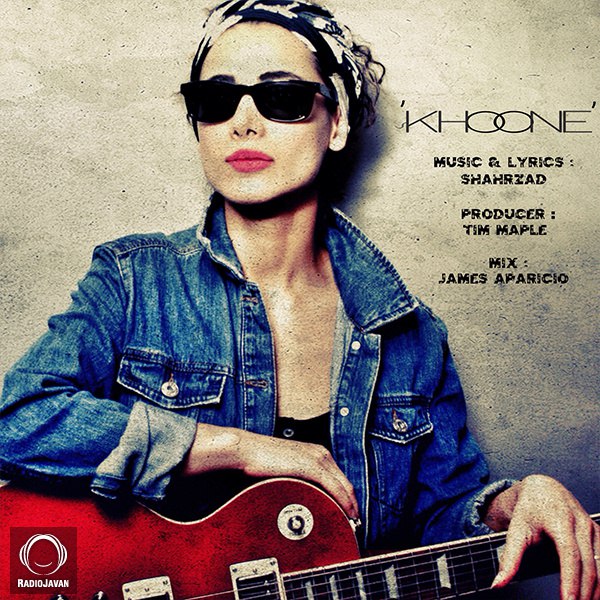 'KHOONE'
MUSIC & LYRICS :
SHAHRZAD
PRODUCER :
TIM MAPLE
MIX :
JAMES APARICIO
RADIOJAVAN